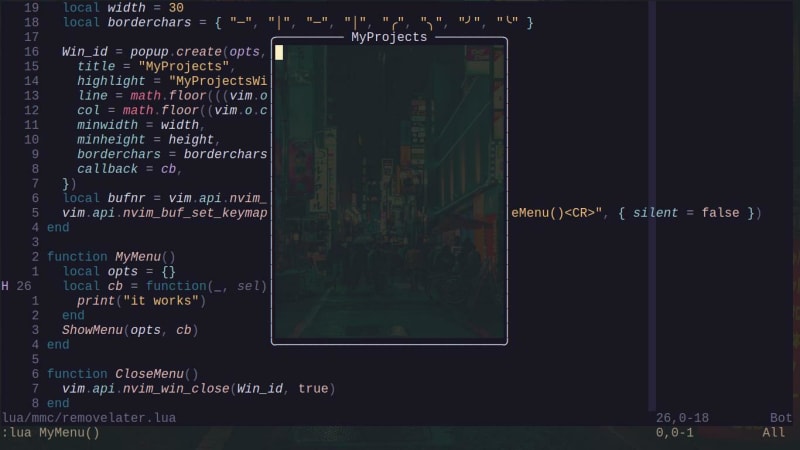 19 local width = 30
18 local borderchars = { "─", "│", "─", "│", "╭", "╮", "╯", "╰" }
17
MyProjects
16 Win_id = popup.create(opts,
15 title = "MyProjects",
14 highlight = "MyProjectsWi
13 line = math.floor(((vim.o
12 col = math.floor((vim.o.c
11 minwidth = width,
10 minheight = height,
9 borderchars = borderchars
8 callback = cb,
7 })
6 local bufnr = vim.api.nvim_
5 vim.api.nvim_buf_set_keymap eMenu()<CR>", { silent = false })
4 end
3
2 function MyMenu()
1 local opts = {}
H 26 local cb = function(_, sel)
1 print("it works")
2 end
3 ShowMenu(opts, cb)
4 end
5
6 function CloseMenu()
7 vim.api.nvim_win_close(Win_id, true)
8 end
lua/mmc/removelater.lua 26,0-18 Bot
:lua MyMenu() 0,0-1 All